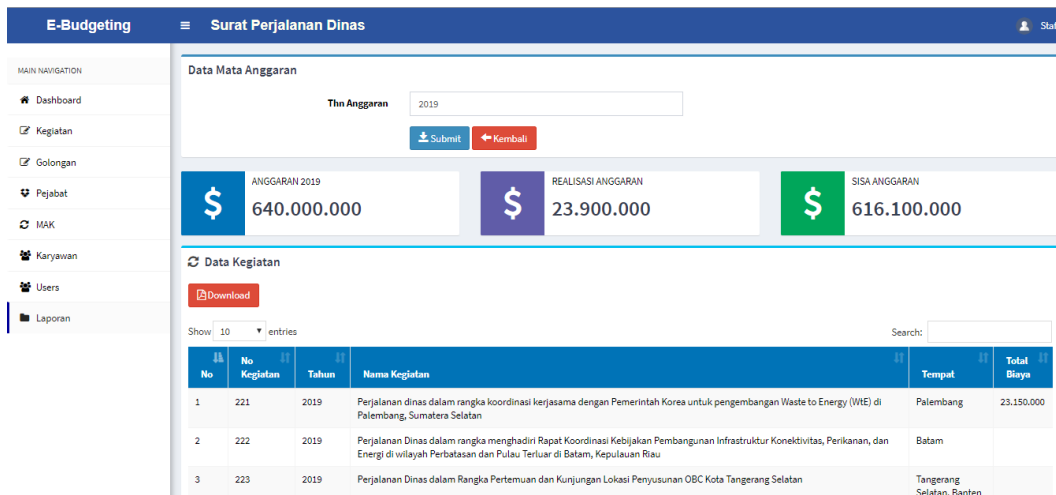 E-Budgeting
Surat Perjalanan Dinas
MAIN NAVIGATION
Dashboard
Kegiatan
Golongan
Pejabat
MAK
Karyawan
Users
Laporan
Data Mata Anggaran
Thn Anggaran 2019
Submit Kembali
ANGGARAN 2019
640.000.000
REALISASI ANGGARAN
23.900.000
SISA ANGGARAN
616.100.000
Data Kegiatan
Download
Show 10 entries Search:
No No Kegiatan Tahun Nama Kegiatan Tempat Total Biaya
1 221 2019 Perjalanan dinas dalam rangka koordinasi kerjasama dengan Pemerintah Korea untuk pengembangan Waste to Energy (WtE) di Palembang 23.150.000
Palembang, Sumatera Selatan
2 222 2019 Perjalanan Dinas dalam rangka menghadiri Rapat Koordinasi Kebijakan Pembangunan Infrastruktur Konektivitas, Perikanan, dan Batam
Energi di wilayah Perbatasan dan Pulau Terluar di Batam, Kepulauan Riau
3 223 2019 Perjalanan Dinas dalam Rangka Pertemuan dan Kunjungan Lokasi Penyusunan OBC Kota Tangerang Selatan Tangerang
Selatan, Banten